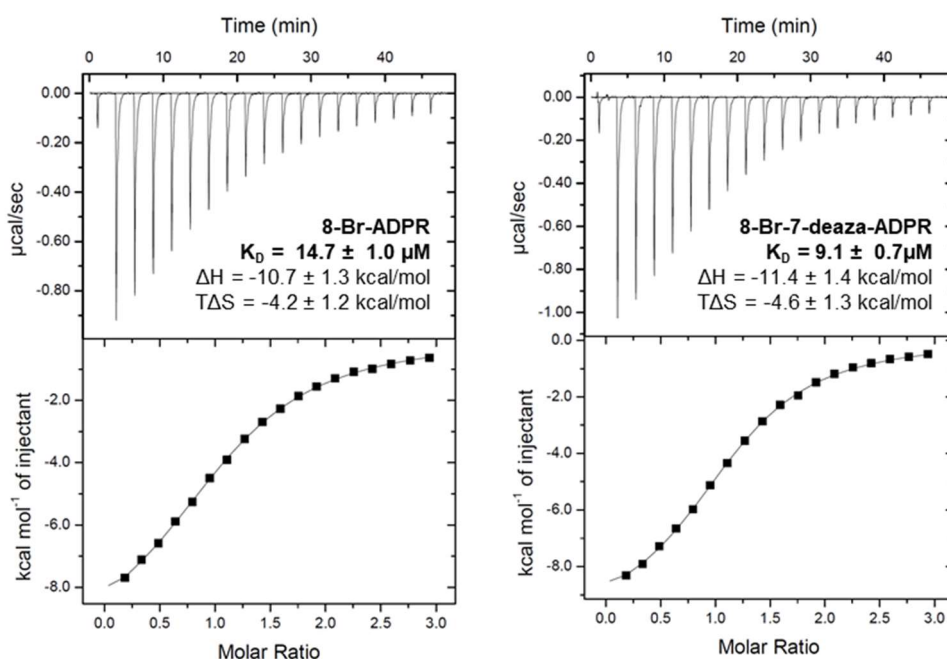 Time (min)
0 10 20 30 40
0.00
-0.20
-0.40
-0.60
-0.80
µcal/sec
8-Br-ADPR
K_D = 14.7 ± 1.0 µM
ΔH = -10.7 ± 1.3 kcal/mol
TΔS = -4.2 ± 1.2 kcal/mol
-2.0
-4.0
-6.0
-8.0
kcal mol⁻¹ of injectant
0.0 0.5 1.0 1.5 2.0 2.5 3.0
Molar Ratio
Time (min)
0 10 20 30 40
0.00
-0.20
-0.40
-0.60
-0.80
-1.00
µcal/sec
8-Br-7-deaza-ADPR
K_D = 9.1 ± 0.7µM
ΔH = -11.4 ± 1.4 kcal/mol
TΔS = -4.6 ± 1.3 kcal/mol
0.0
-2.0
-4.0
-6.0
-8.0
kcal mol⁻¹ of injectant
0.0 0.5 1.0 1.5 2.0 2.5 3.0
Molar Ratio